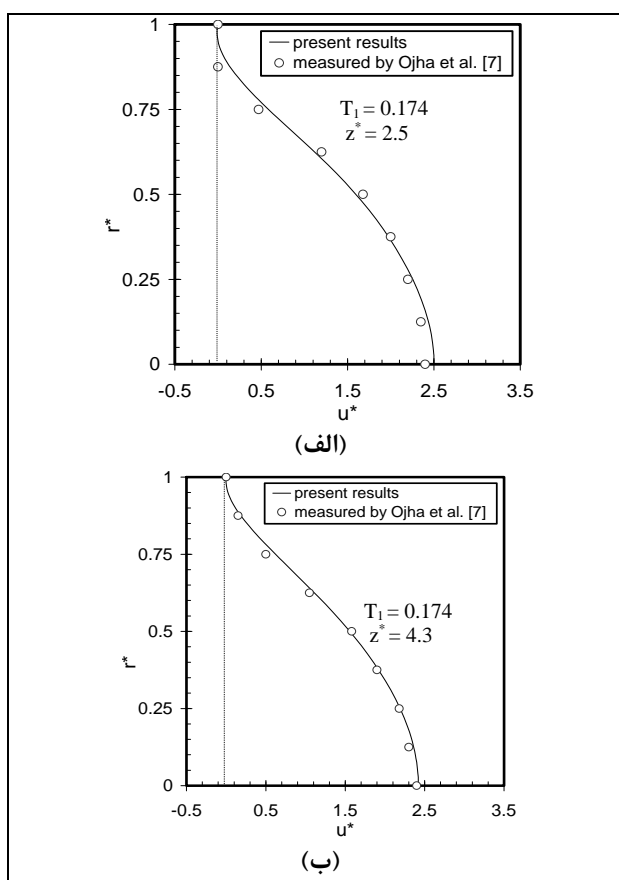 1
present results
measured by Ojha et al. [7]
T₁ = 0.174
z* = 2.5
0.75
0.5
r*
0.25
0
-0.5 0.5 1.5 2.5 3.5
u*
(الف)
1
present results
measured by Ojha et al. [7]
0.75
T₁ = 0.174
z* = 4.3
0.5
r*
0.25
0
-0.5 0.5 1.5 2.5 3.5
u*
(ب)